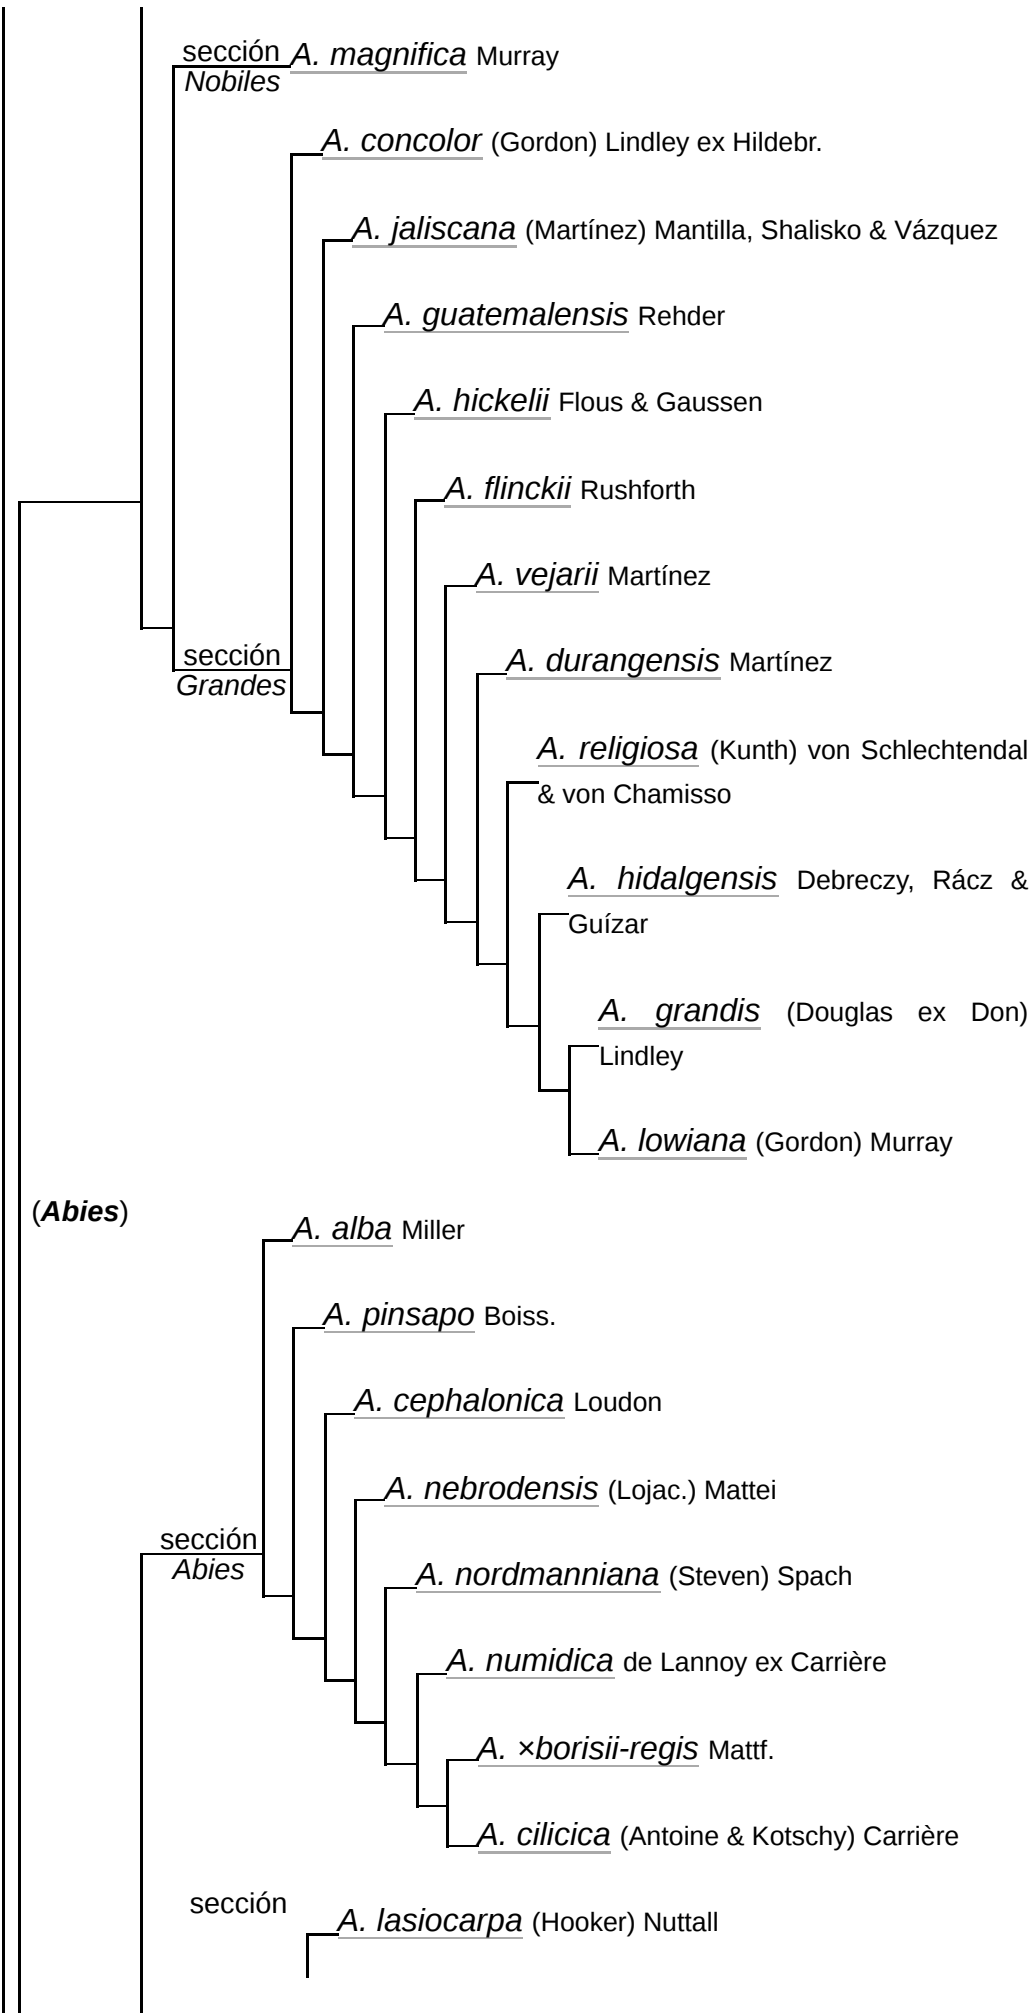 sección A. magnifica Murray
Nobiles
A. concolor (Gordon) Lindley ex Hildebr.
A. jaliscana (Martínez) Mantilla, Shalisko & Vázquez
A. guatemalensis Rehder
A. hickelii Flous & Gaussen
A. flinckii Rushforth
A. vejarii Martínez
sección
Grandes
A. durangensis Martínez
A. religiosa (Kunth) von Schlechtendal
& von Chamisso
A. hidalgensis Debreczy, Rácz &
Guízar
A. grandis (Douglas ex Don)
Lindley
A. lowiana (Gordon) Murray
(Abies)
A. alba Miller
A. pinsapo Boiss.
A. cephalonica Loudon
A. nebrodensis (Lojac.) Mattei
sección
Abies
A. nordmanniana (Steven) Spach
A. numidica de Lannoy ex Carrière
A. ×borisii-regis Mattf.
A. cilicica (Antoine & Kotschy) Carrière
sección
A. lasiocarpa (Hooker) Nuttall